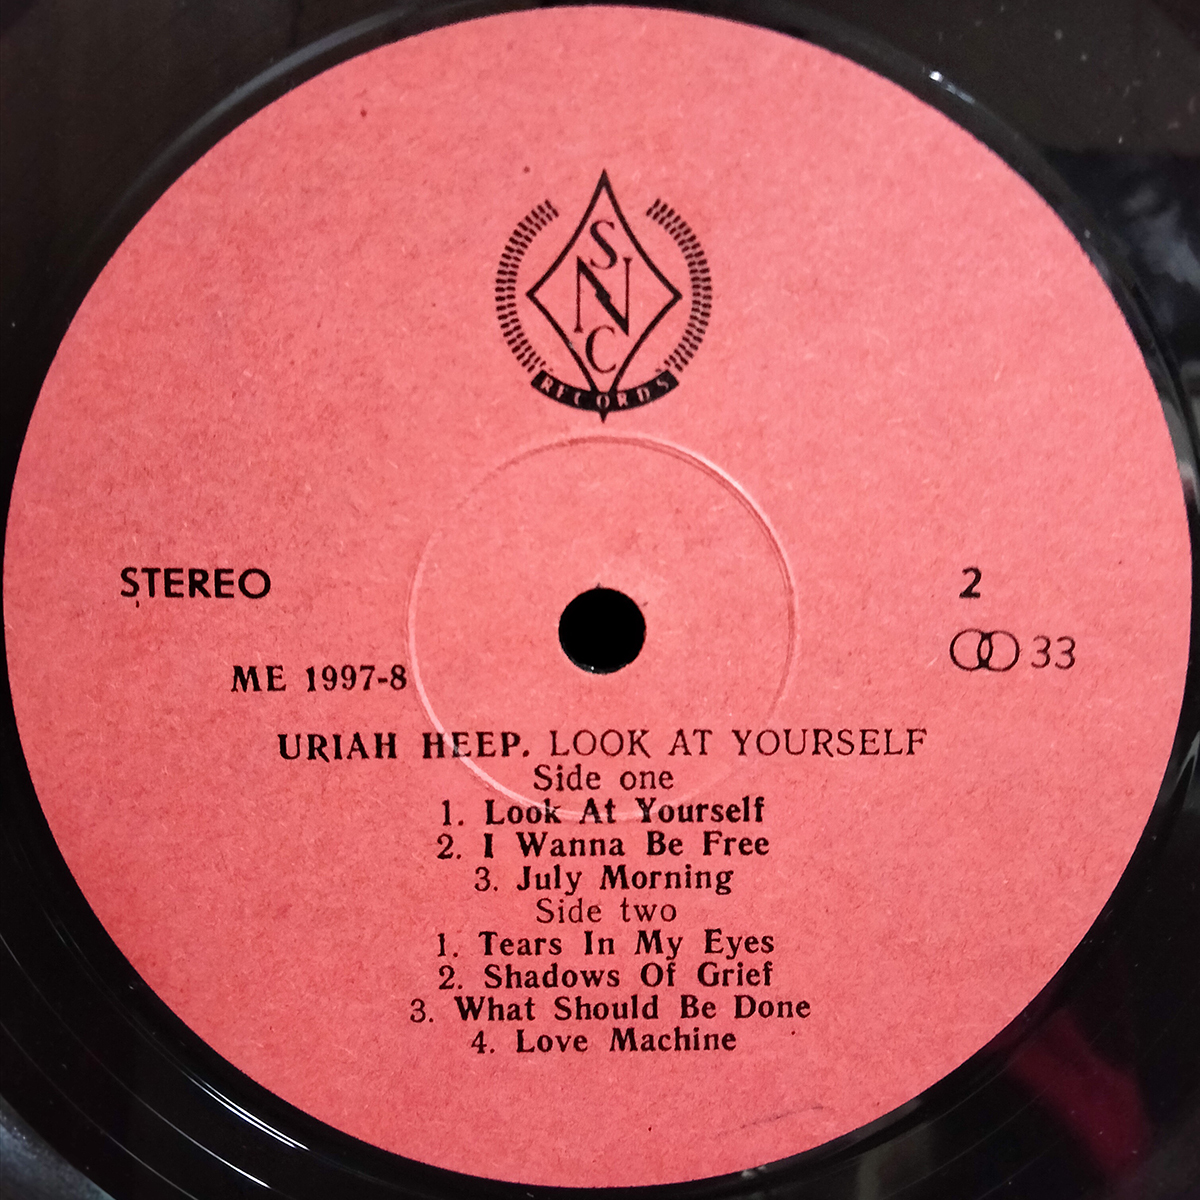 S
N
C
RECORDS
STEREO 2
33
ME 1997-8
URIAH HEEP. LOOK AT YOURSELF
Side one
1. Look At Yourself
2. I Wanna Be Free
3. July Morning
Side two
1. Tears In My Eyes
2. Shadows Of Grief
3. What Should Be Done
4. Love Machine